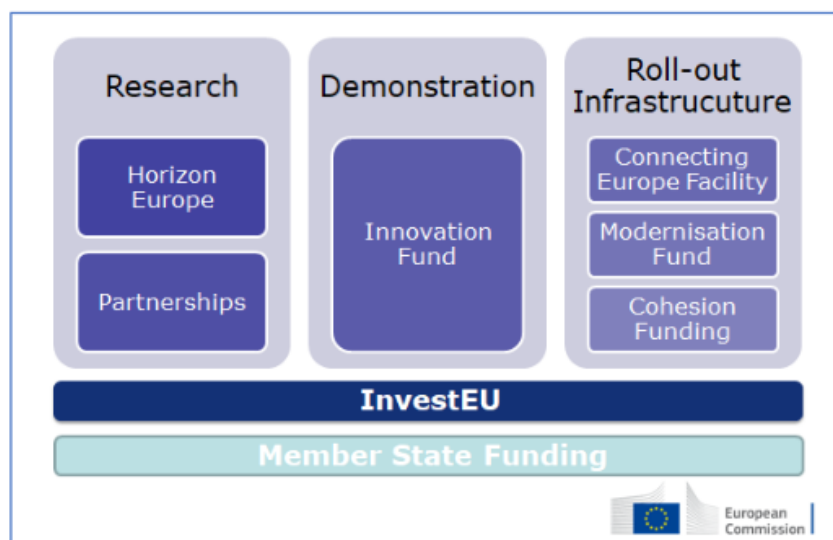 Research
Horizon
Europe
Partnerships
Demonstration
Innovation
Fund
Roll-out
Infrastrucuture
Connecting
Europe Facility
Modernisation
Fund
Cohesion
Funding
InvestEU
Member State Funding
European
Commission